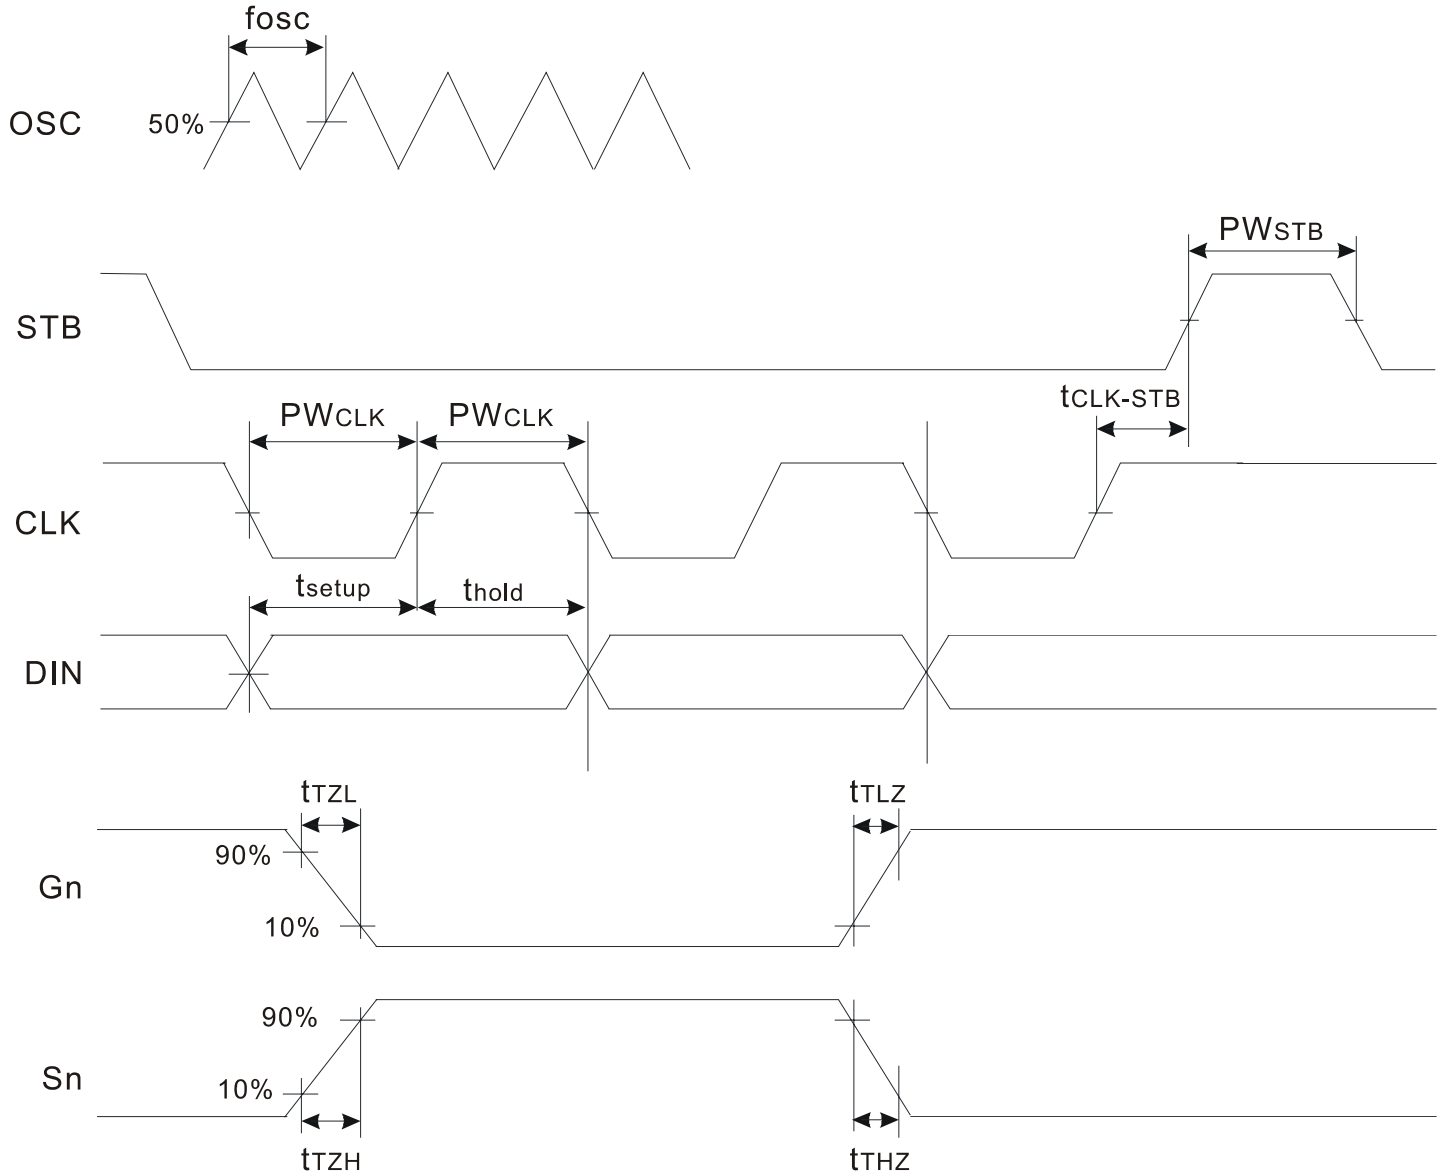 fosc
OSC
50%
PWSTB
STB
tCLK-STB
PWCLK PWCLK
CLK
tsetup thold
DIN
tTZL tTLZ
90%
Gn
10%
90%
Sn
10%
tTZH tTHZ